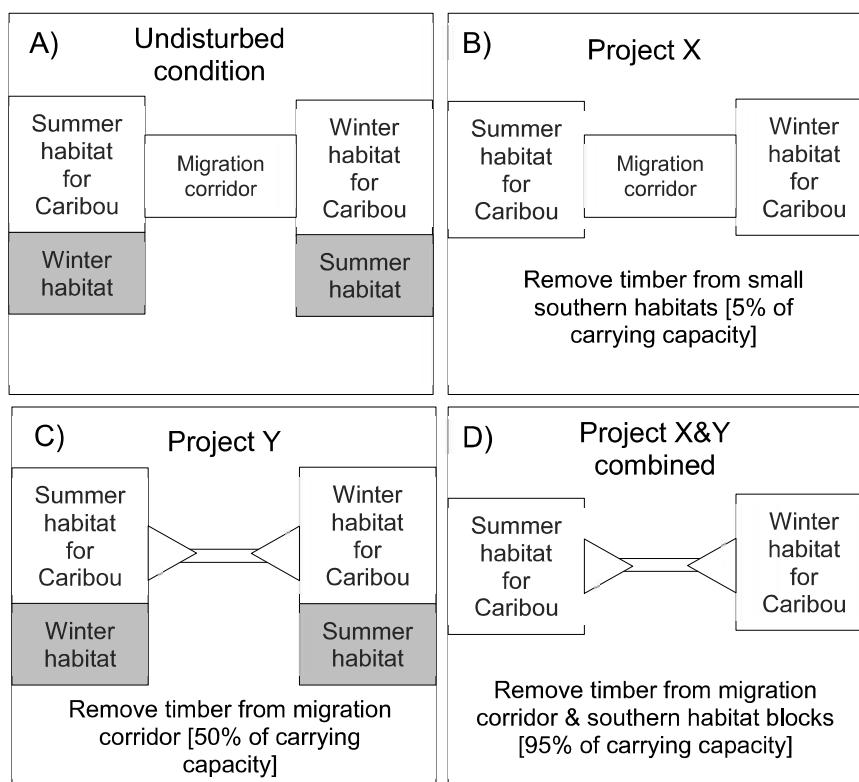 A)
Undisturbed
condition
Summer
habitat
for
Caribou
Migration
corridor
Winter
habitat
for
Caribou
Winter
habitat
Summer
habitat
B)
Project X
Summer
habitat
for
Caribou
Migration
corridor
Winter
habitat
for
Caribou
Remove timber from small
southern habitats [5% of
carrying capacity]
C)
Project Y
Summer
habitat
for
Caribou
Winter
habitat
for
Caribou
Winter
habitat
Summer
habitat
Remove timber from migration
corridor [50% of carrying
capacity]
D)
Project X&Y
combined
Summer
habitat
for
Caribou
Winter
habitat
for
Caribou
Remove timber from migration
corridor & southern habitat blocks
[95% of carrying capacity]